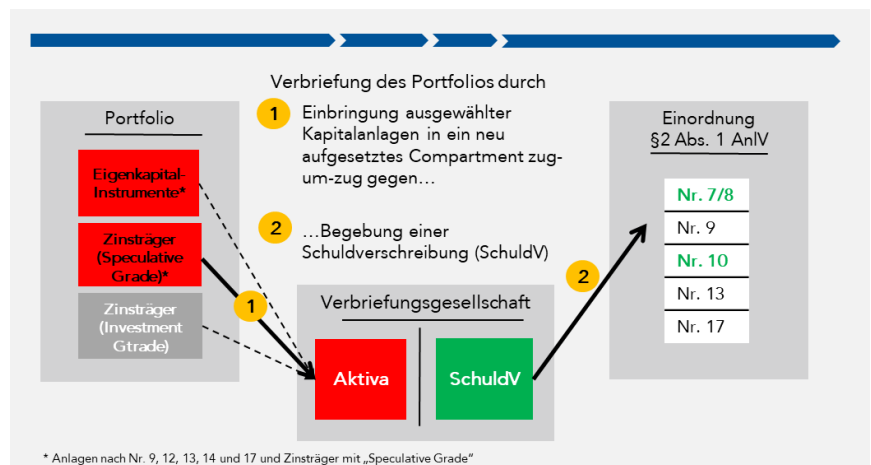 Verbriefung des Portfolios durch
Portfolio
Eigenkapital-
Instrumente*
Zinsträger
(Speculative
Grade)*
Zinsträger
(Investment
Gtrade)
1
Einbringung ausgewählter
Kapitalanlagen in ein neu
aufgesetztes Compartment zug-
um-zug gegen…
2
…Begebung einer
Schuldverschreibung (SchuldV)
1
Verbriefungsgesellschaft
Aktiva
SchuldV
2
Einordnung
§2 Abs. 1 AnlV
Nr. 7/8
Nr. 9
Nr. 10
Nr. 13
Nr. 17
* Anlagen nach Nr. 9, 12, 13, 14 und 17 und Zinsträger mit „Speculative Grade“